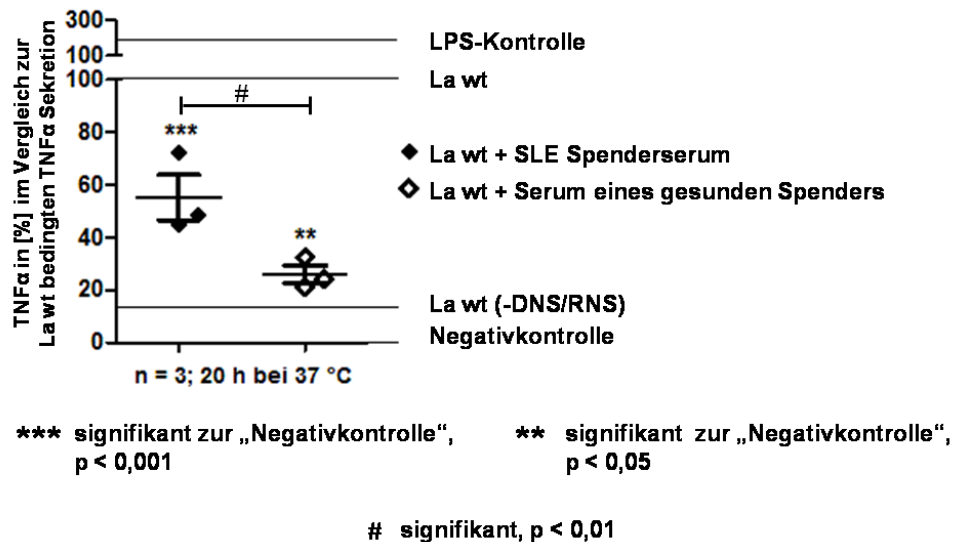 TNFα in [%] im Vergleich zur
La wt bedingten TNFα Sekretion
300
100
100
80
60
40
20
0
***
#
**
LPS-Kontrolle
La wt
La wt + SLE Spenderserum
La wt + Serum eines gesunden Spenders
La wt (-DNS/RNS)
Negativkontrolle
n = 3; 20 h bei 37 °C
*** signifikant zur „Negativkontrolle“,
p < 0,001
** signifikant zur „Negativkontrolle“,
p < 0,05
# signifikant, p < 0,01